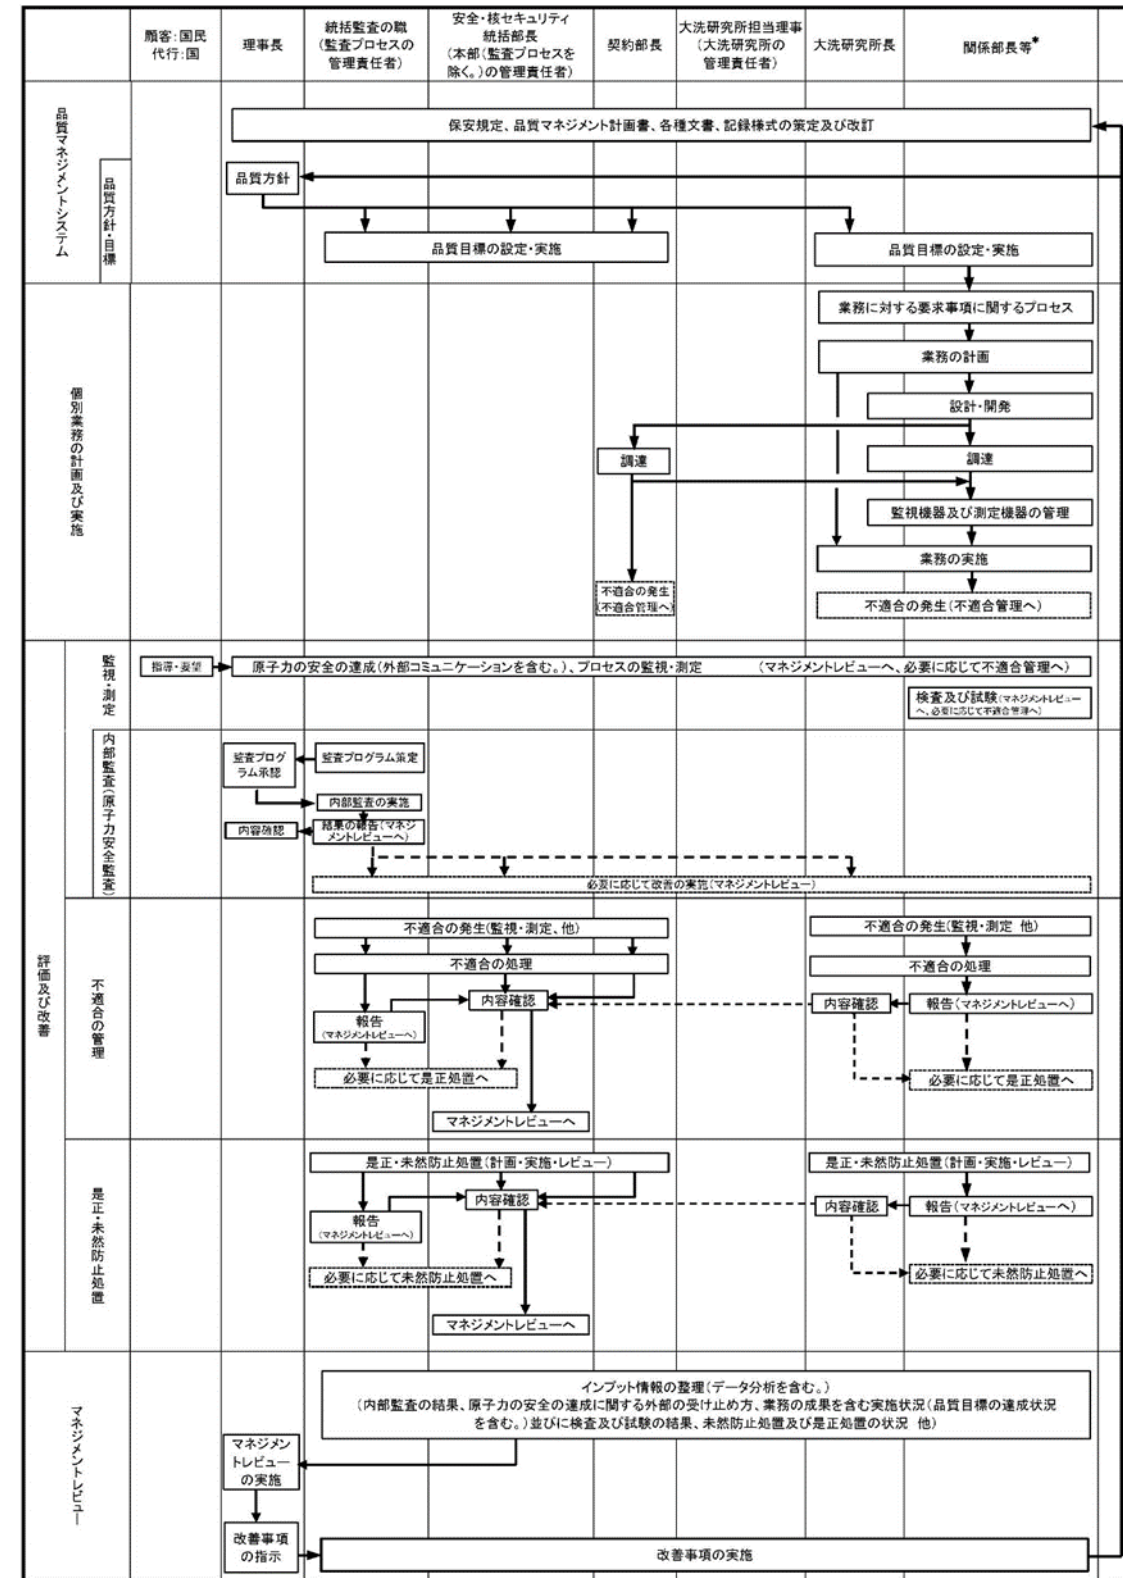 顧客:国民
代行:国
理事長
統括監査の職
(監査プロセスの
管理責任者)
安全・核セキュリティ
統括部長
(本部(監査プロセスを
除く。)の管理責任者)
契約部長
大洗研究所担当理事
(大洗研究所の
管理責任者)
大洗研究所長
関係部長等*
品質マネジメントシステム
品質方針・目標
保安規定、品質マネジメント計画書、各種文書、記録様式の策定及び改訂
品質方針
品質目標の設定・実施
品質目標の設定・実施
個別業務の計画及び実施
業務に対する要求事項に関するプロセス
業務の計画
設計・開発
調達
調達
監視機器及び測定機器の管理
業務の実施
不適合の発生
(不適合管理へ)
不適合の発生(不適合管理へ)
評価及び改善
監視・測定
指導・要望
原子力の安全の達成(外部コミュニケーションを含む。)、プロセスの監視・測定 (マネジメントレビューへ、必要に応じて不適合管理へ)
検査及び試験(マネジメントレビュー
へ、必要に応じて不適合管理へ)
内部監査(原子力安全監査)
監査プログ
ラム承認
監査プログラム策定
内部監査の実施
内容確認
結果の報告(マネジ
メントレビューへ)
必要に応じて改善の実施(マネジメントレビュー)
不適合の管理
不適合の発生(監視・測定、他)
不適合の発生(監視・測定 他)
不適合の処理
不適合の処理
内容確認
内容確認
報告(マネジメントレビューへ)
報告
(マネジメントレビューへ)
必要に応じて是正処置へ
必要に応じて是正処置へ
マネジメントレビューへ
是正・未然防止処置
是正・未然防止処置(計画・実施・レビュー)
是正・未然防止処置(計画・実施・レビュー)
内容確認
内容確認
報告(マネジメントレビューへ)
報告
(マネジメントレビューへ)
必要に応じて未然防止処置へ
必要に応じて未然防止処置へ
マネジメントレビューへ
マネジメントレビュー
インプット情報の整理(データ分析を含む。)
(内部監査の結果、原子力の安全の達成に関する外部の受け止め方、業務の成果を含む実施状況(品質目標の達成状況
を含む。)並びに検査及び試験の結果、未然防止処置及び是正処置の状況 他)
マネジメン
トレビュー
の実施
改善事項
の指示
改善事項の実施